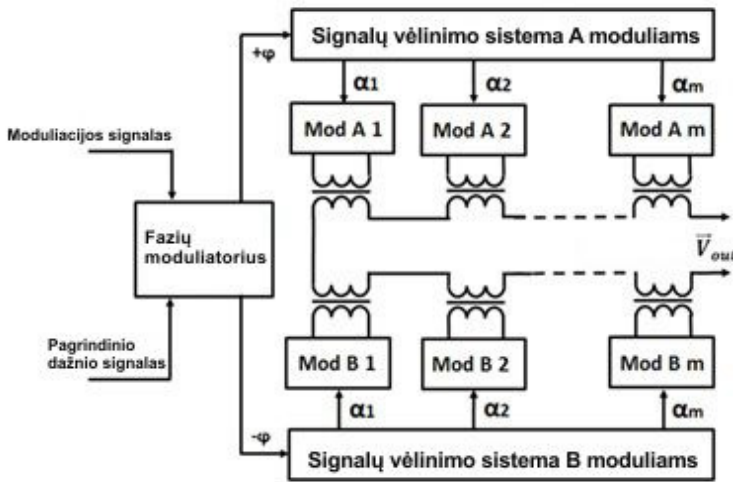 Signalų vėlinimo sistema A moduliams
+φ
α1
α2
αm
Mod A 1
Mod A 2
Mod A m
Moduliacijos signalas
Fazių
moduliatorius
V⃗out
Pagrindinio
dažnio signalas
Mod B 1
Mod B 2
Mod B m
α1
α2
αm
-φ
Signalų vėlinimo sistema B moduliams